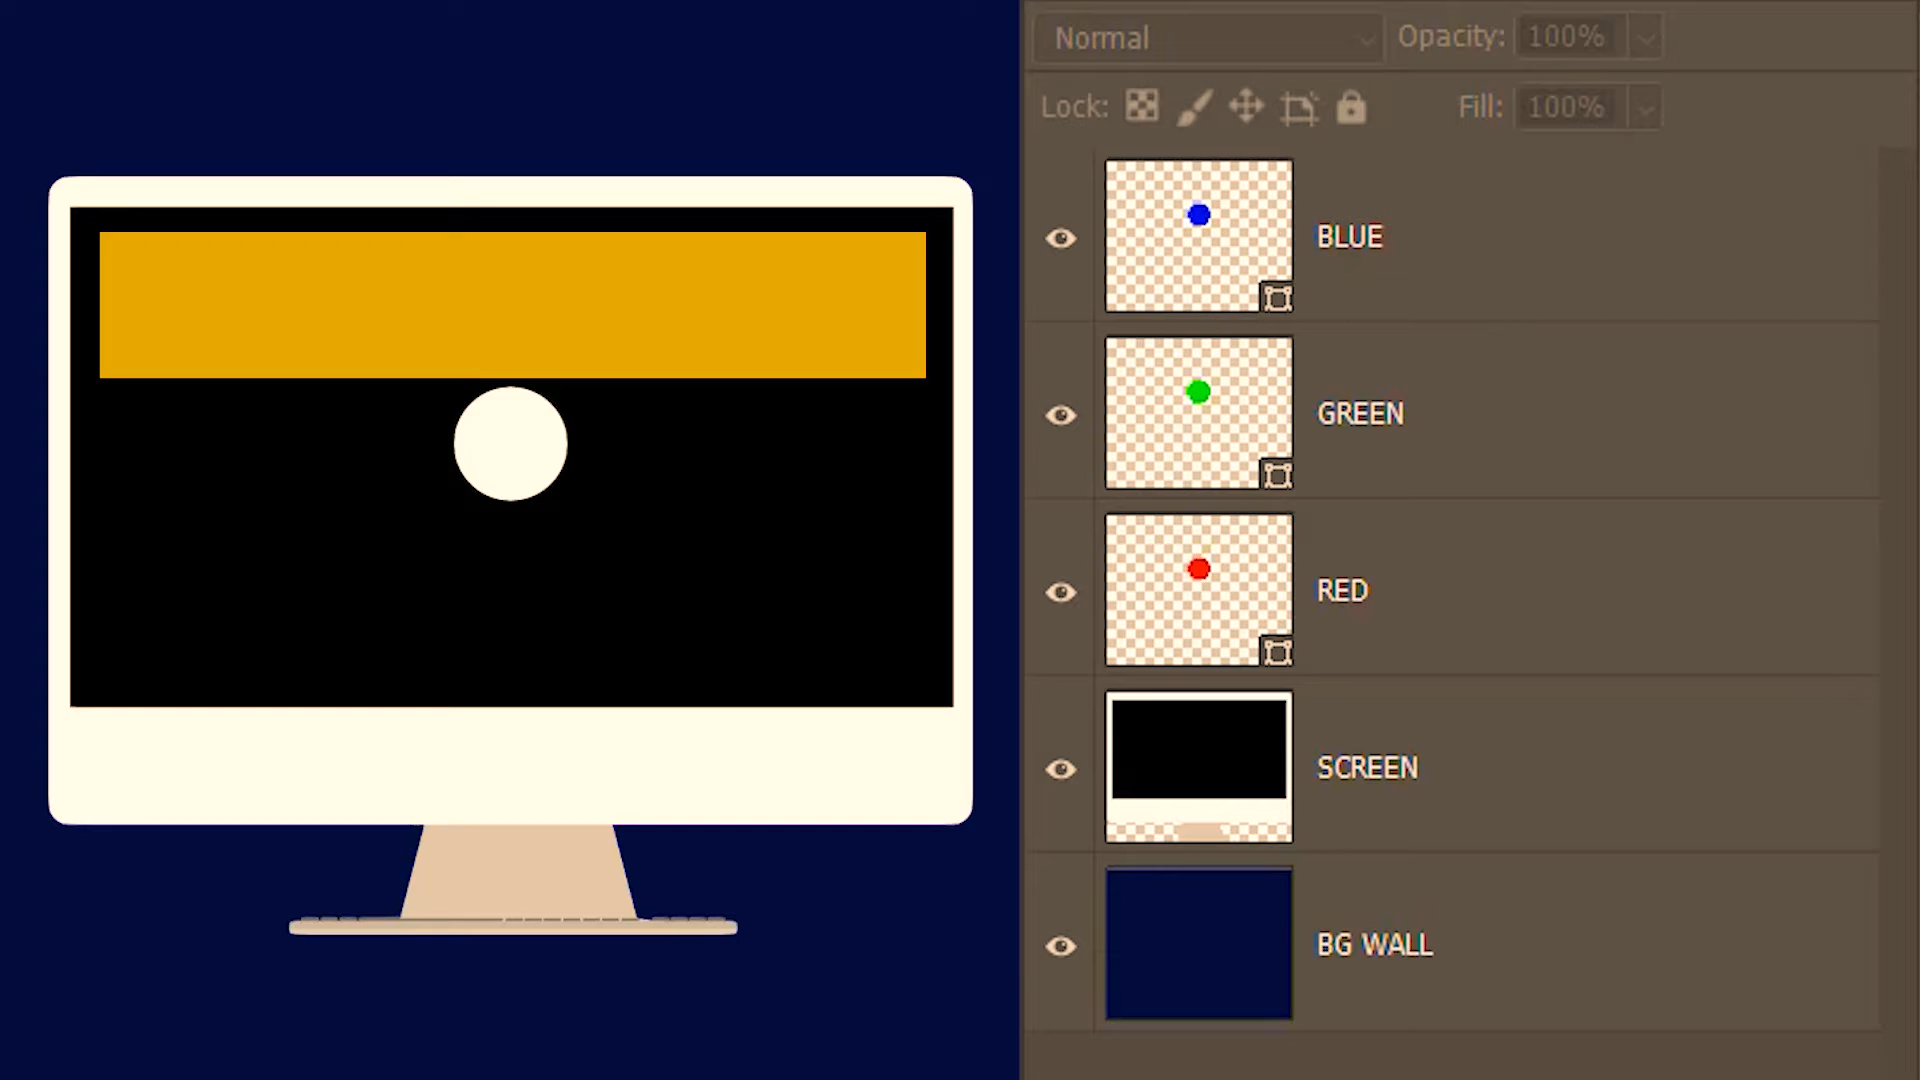 Normal
Opacity: 100%
Lock:
Fill: 100%
BLUE
GREEN
RED
SCREEN
BG WALL